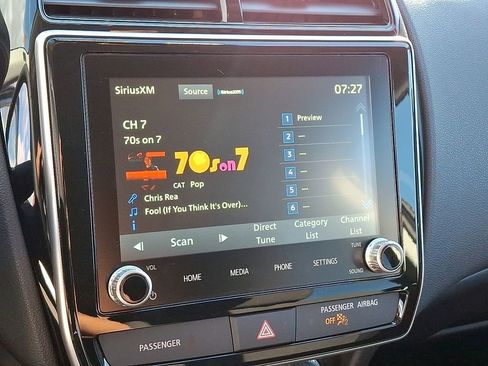 SiriusXM Source SiriusXM 07:27
CH 7
70s on 7
70s on 7
CAT Pop
Chris Rea
Fool (If You Think It's Over)...
1 Preview
2 —
3 —
4 —
5 —
6 —
Scan
Direct Tune
Category List
Channel List
VOL
HOME
MEDIA
PHONE
SETTINGS
TUNE
SOUND
PASSENGER
PASSENGER AIRBAG
OFF